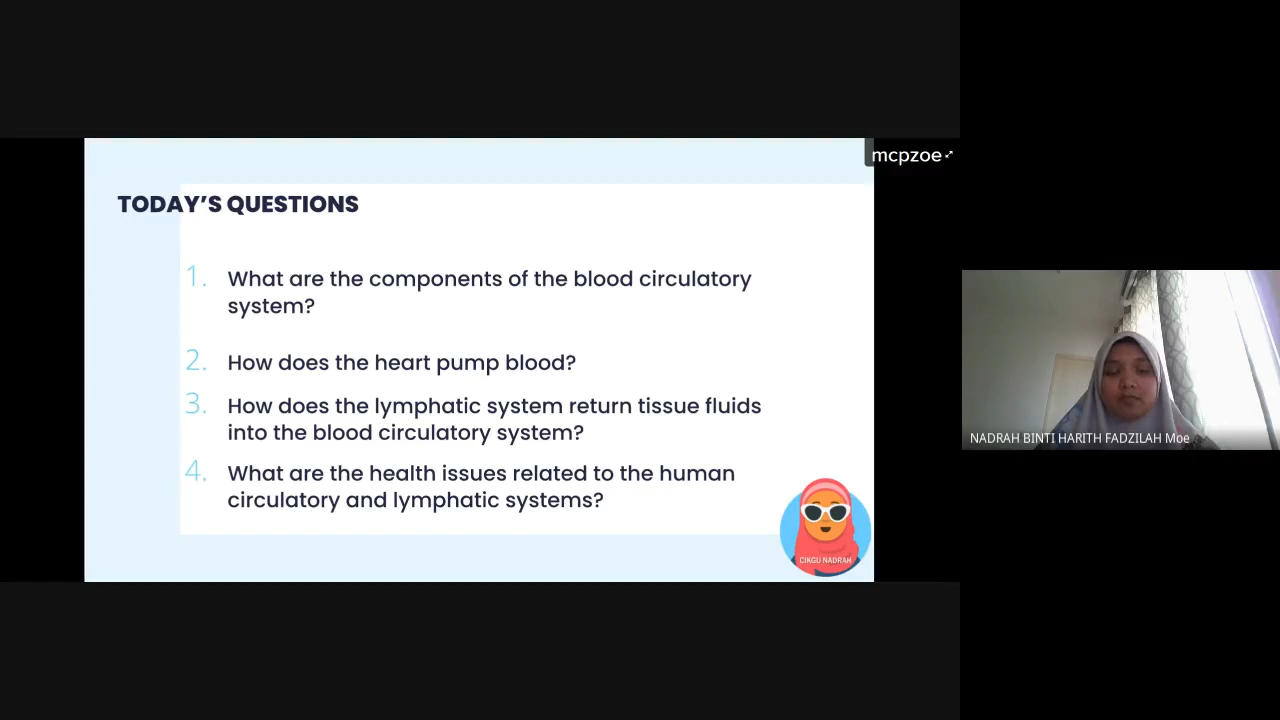 mcpzoe
TODAY'S QUESTIONS
1. What are the components of the blood circulatory
system?
2. How does the heart pump blood?
3. How does the lymphatic system return tissue fluids
into the blood circulatory system?
4. What are the health issues related to the human
circulatory and lymphatic systems?
CIKGU NADRAH
NADRAH BINTI HARITH FADZILAH Moe